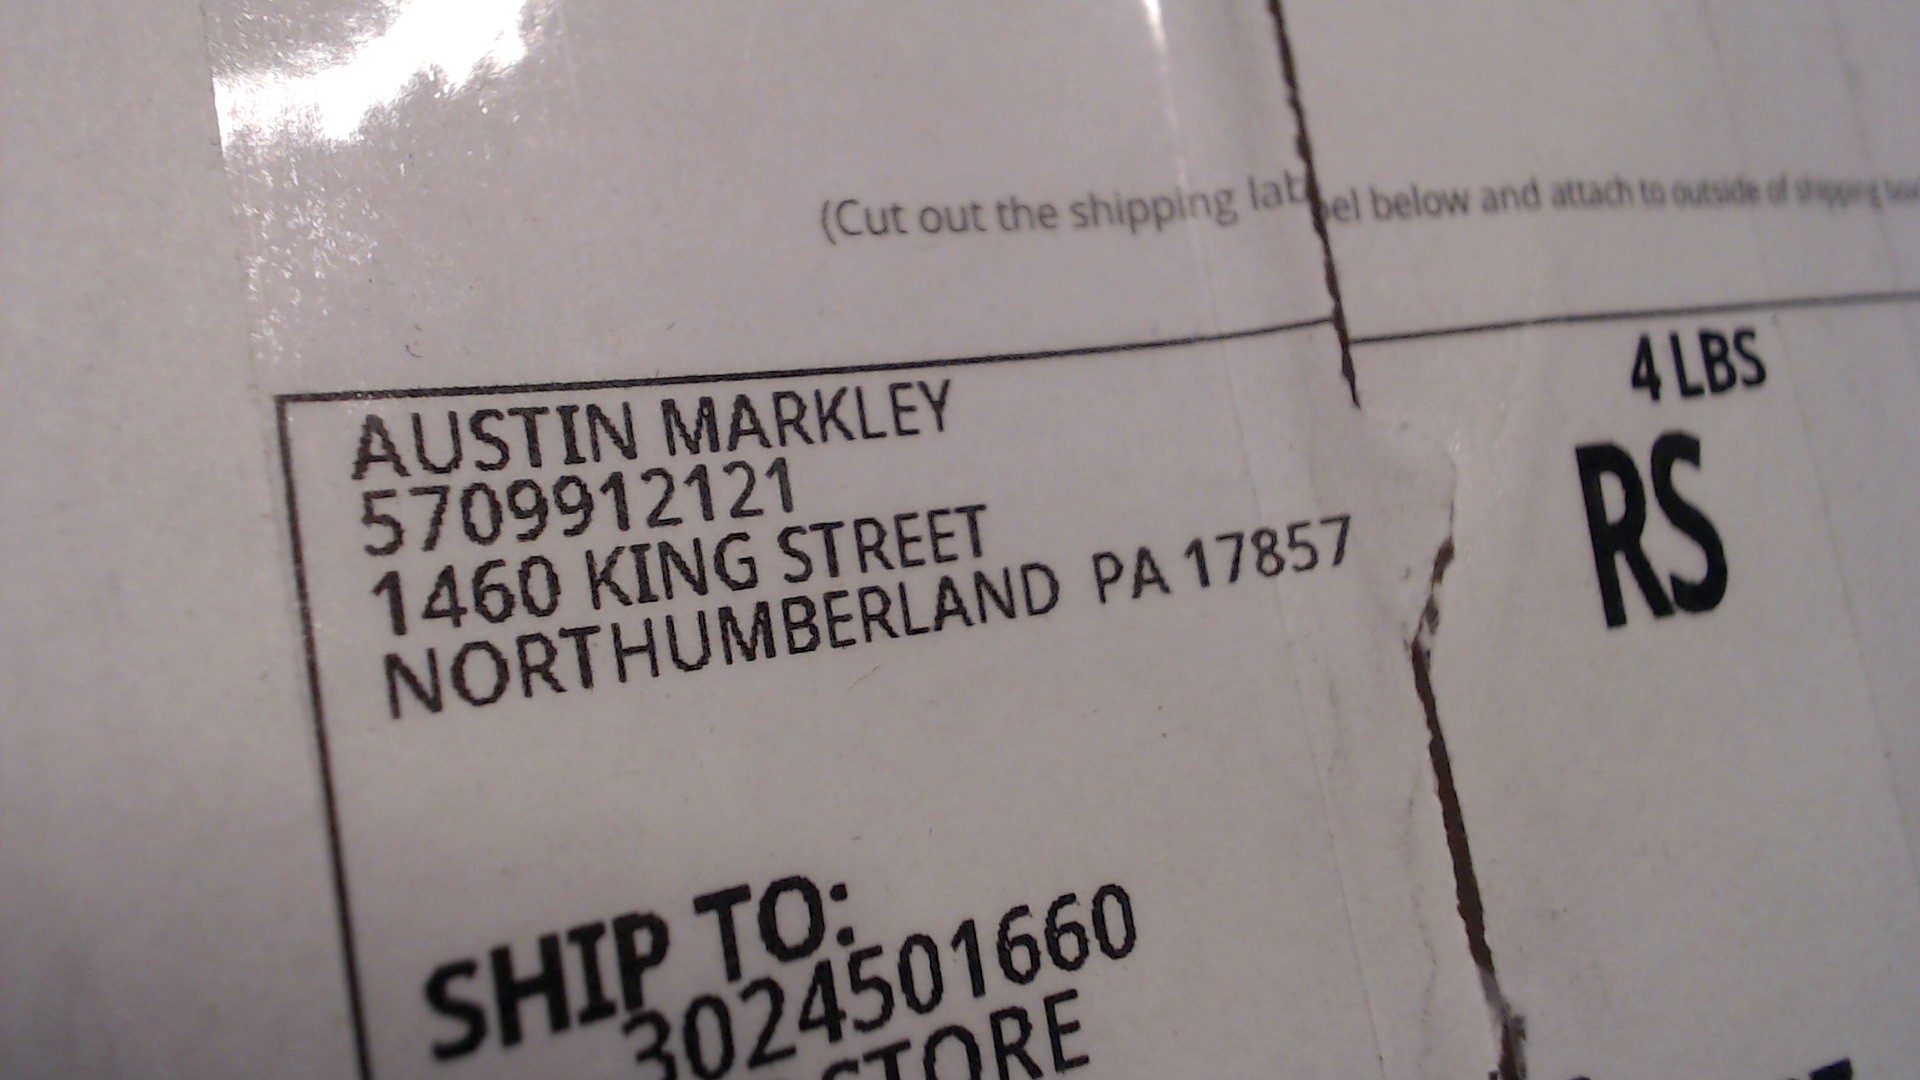 (Cut out the shipping label below and attach to outside of shipping
4 LBS
RS
AUSTIN MARKLEY
5709912121
1460 KING STREET
NORTHUMBERLAND PA 17857
SHIP TO:
3024501660
STORE